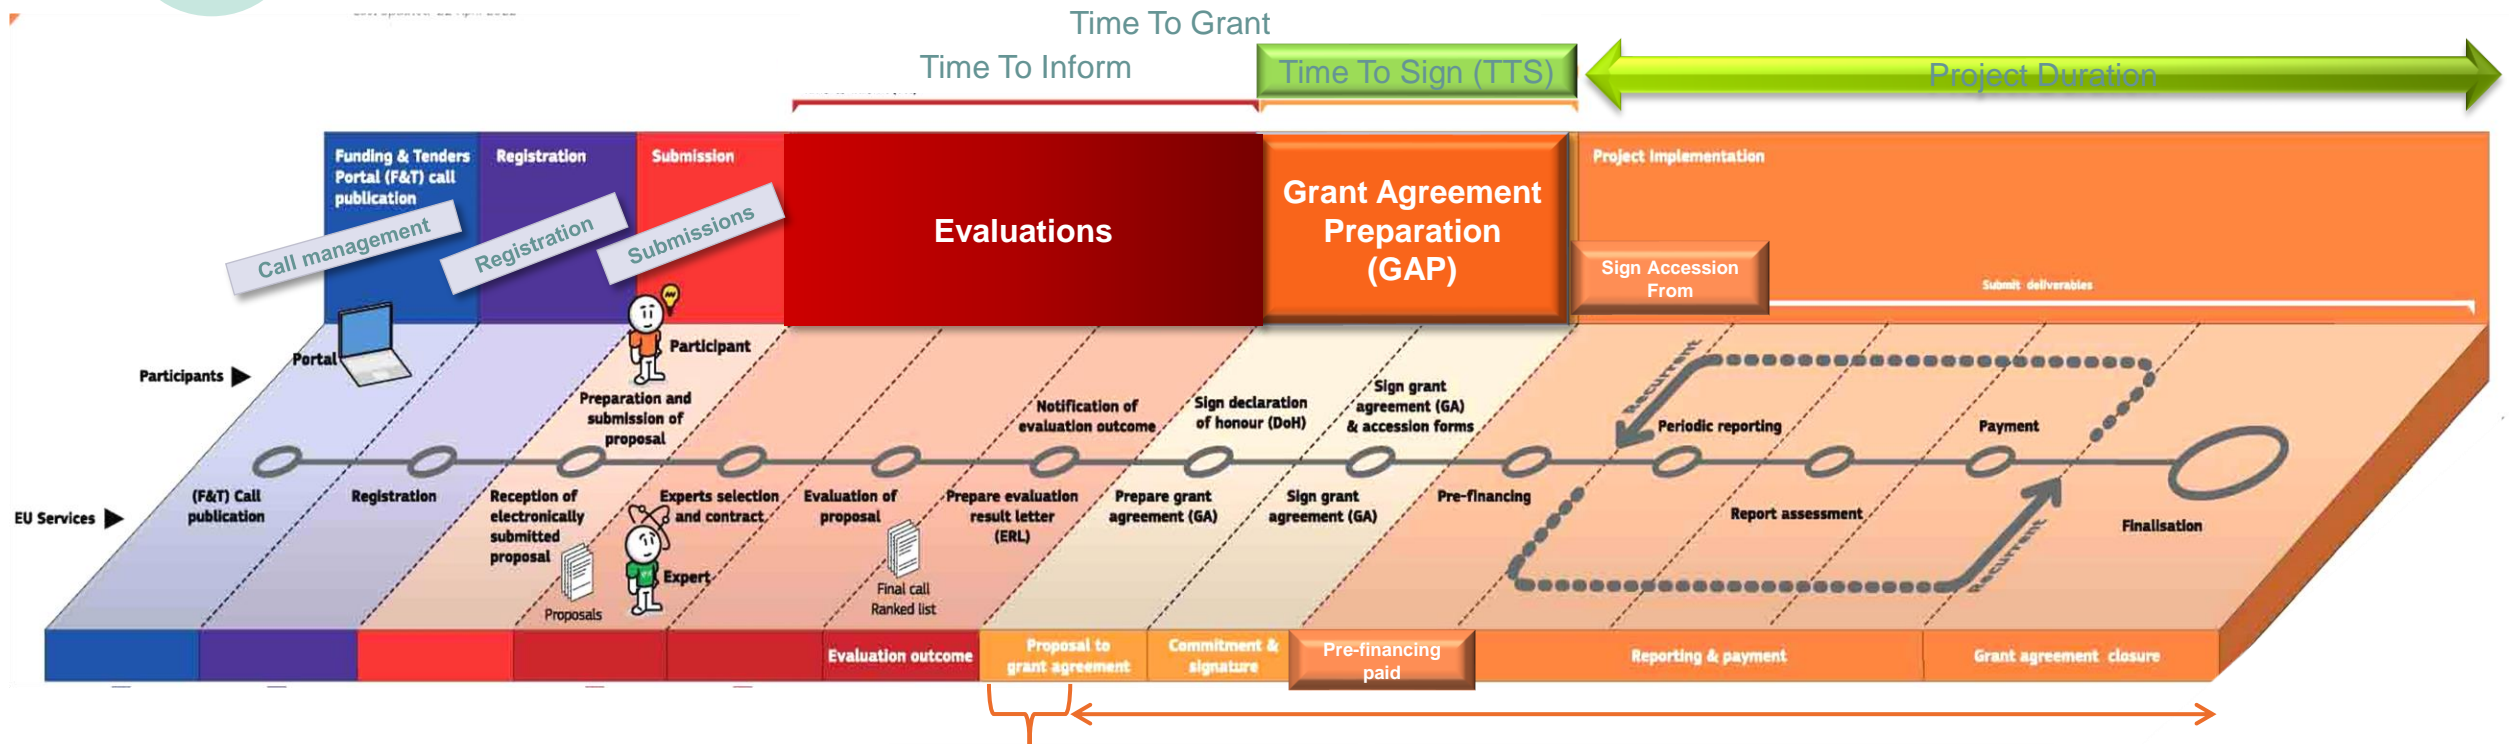 Time To Grant
Time To Inform
Time To Sign (TTS)
Project Duration
Funding & Tenders
Portal (F&T) call
publication
Registration
Submission
Project Implementation
Evaluations
Grant Agreement
Preparation
(GAP)
Call management
Registration
Submissions
Sign Accession
From
Submit deliverables
Participants
Portal
Participant
Recurrent
Preparation and
submission of
proposal
Notification of
evaluation outcome
Sign declaration
of honour (DoH)
Sign grant
agreement (GA)
& accession forms
Periodic reporting
Payment
EU Services
(F&T) Call
publication
Registration
Reception of
electronically
submitted
proposal
Experts selection
and contract
Evaluation of
proposal
Prepare evaluation
result letter
(ERL)
Prepare grant
agreement (GA)
Sign grant
agreement (GA)
Pre-financing
Report assessment
Recurrent
Finalisation
Proposals
Expert
Final call
Ranked list
Evaluation outcome
Proposal to
grant agreement
Commitment &
signature
Pre-financing
paid
Reporting & payment
Grant agreement closure